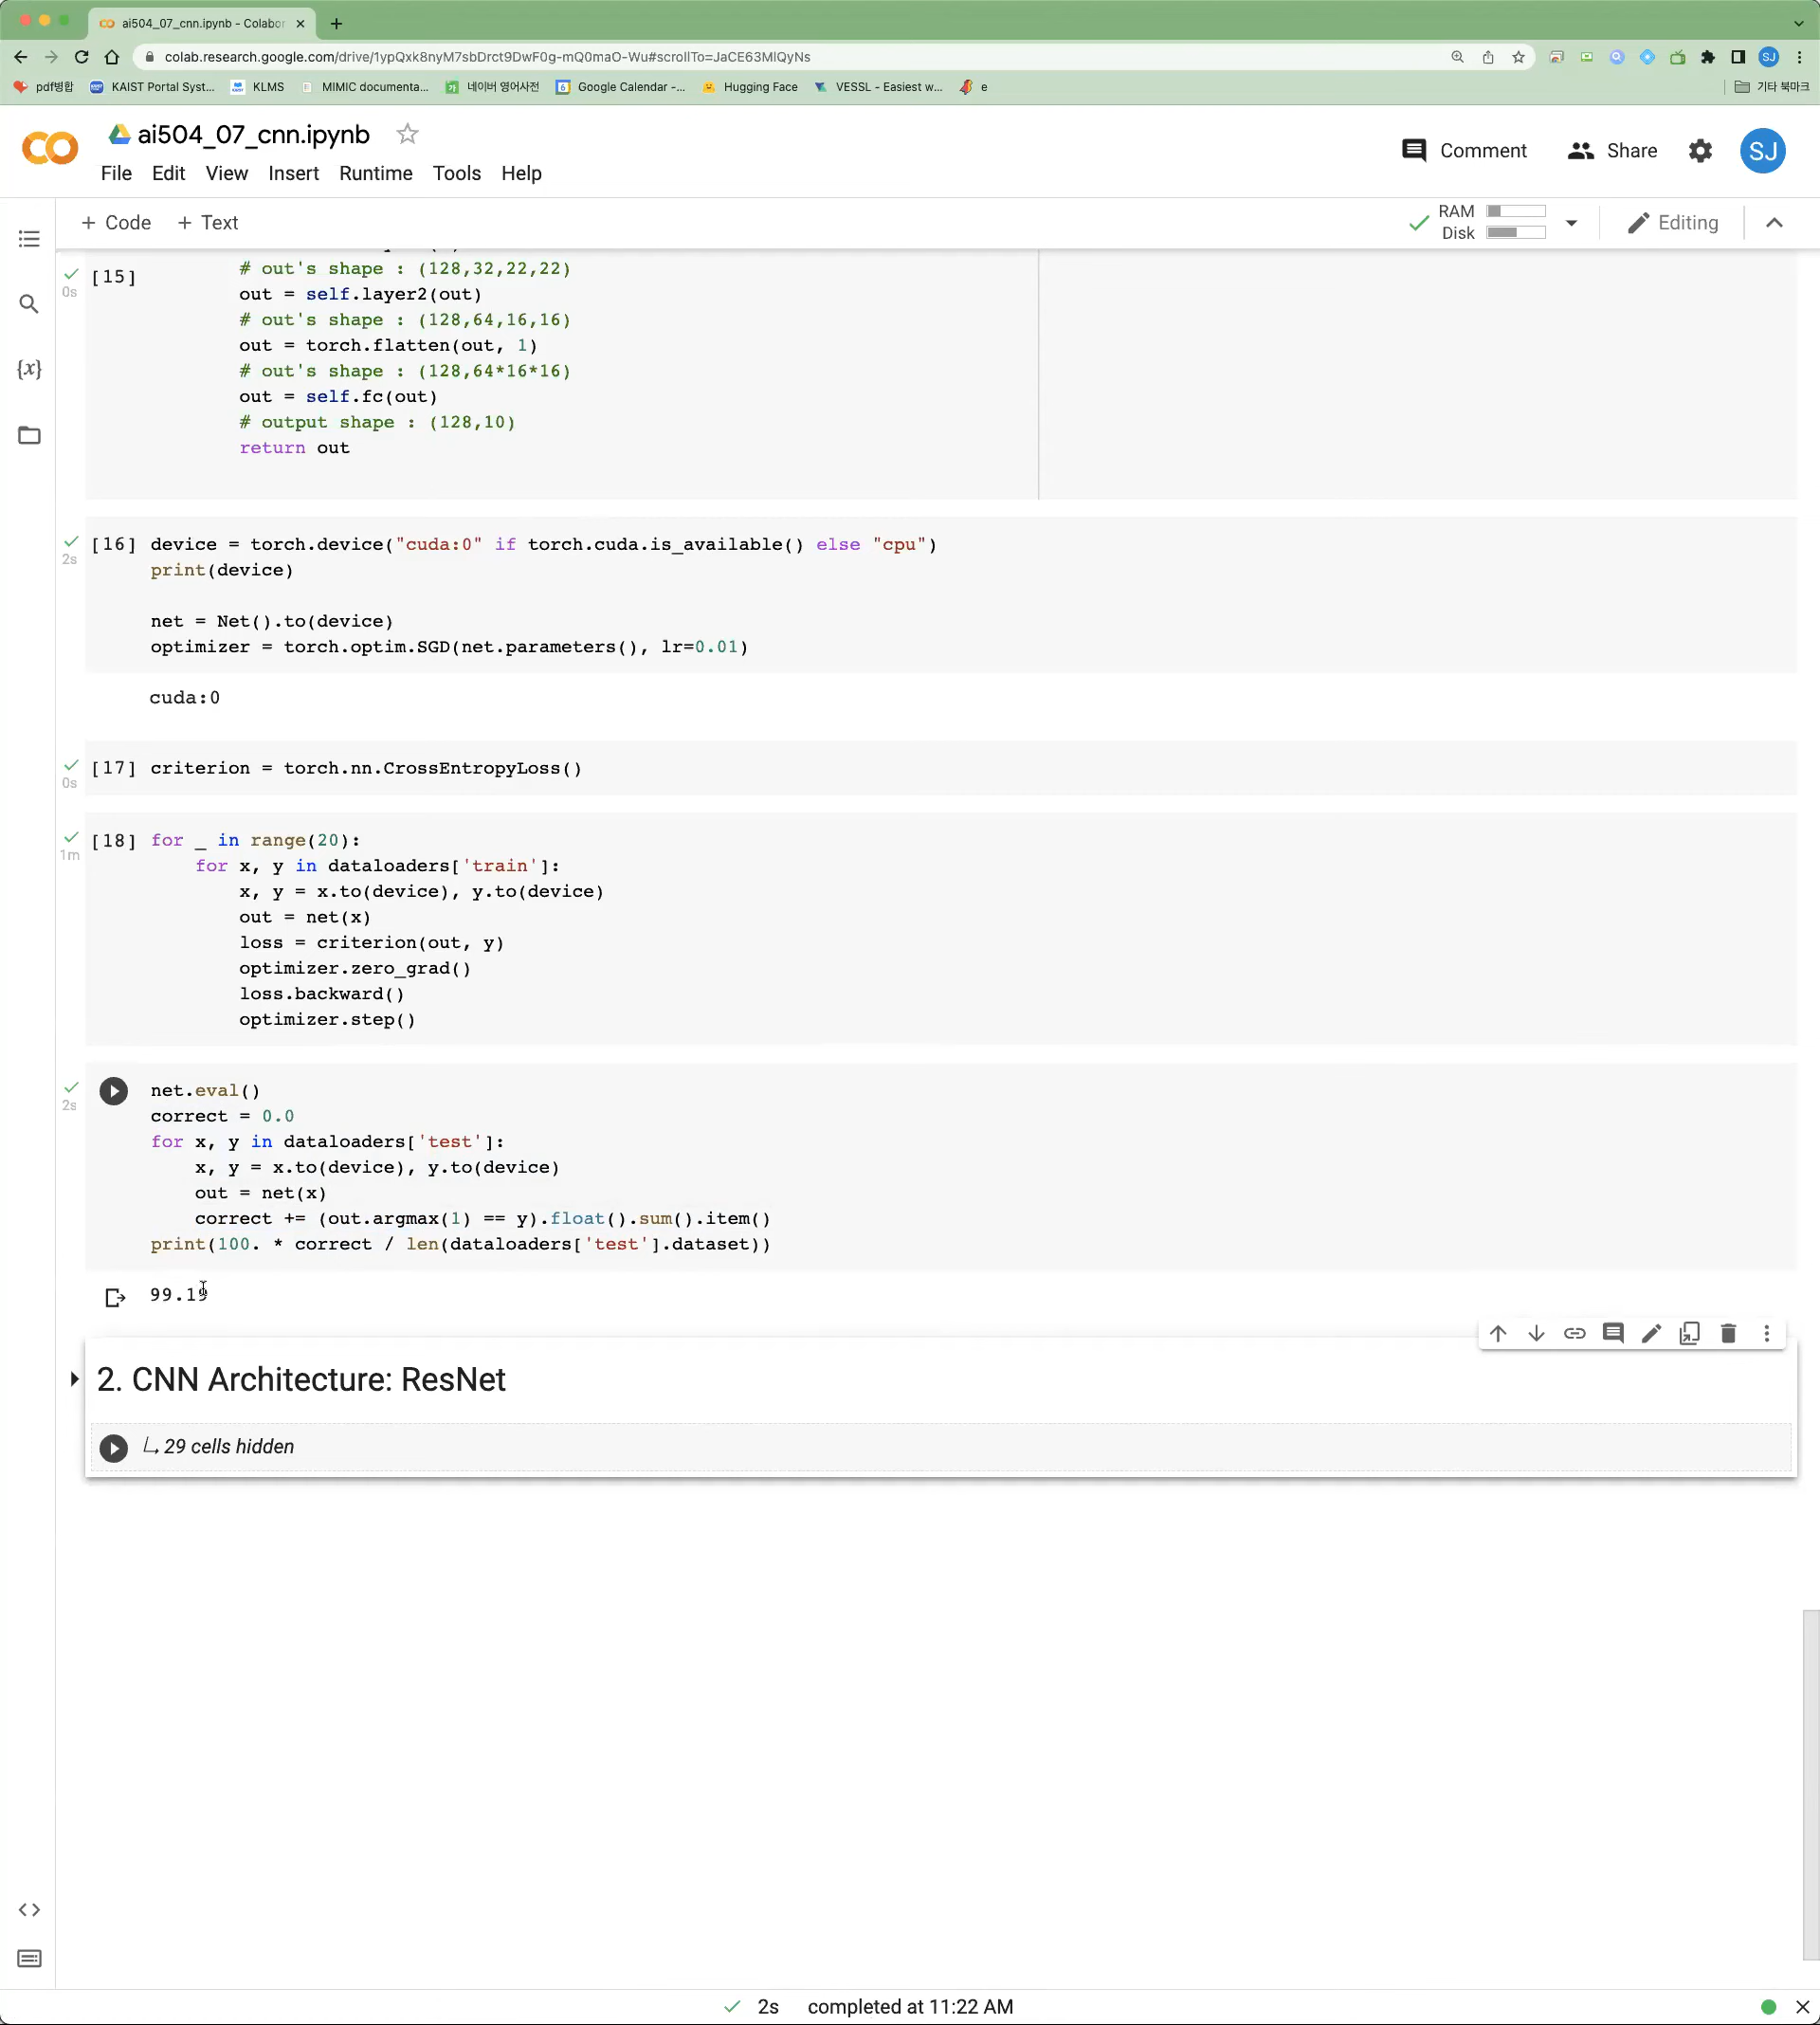 ai504_07_cnn.ipynb - Colabor
colab.research.google.com/drive/1ypQxk8nyM7sbDrct9DwF0g-mQ0maO-Wu#scrollTo=JaCE63MlQyNs
SJ
pdf병합 KAIST Portal Syst... KLMS MIMIC documenta... 네이버 영어사전 Google Calendar -... Hugging Face VESSL - Easiest w... e 기타 북마크
ai504_07_cnn.ipynb
File Edit View Insert Runtime Tools Help
Comment Share SJ
+ Code + Text
RAM
Disk
Editing
[15]
0s
# out's shape : (128,32,22,22)
out = self.layer2(out)
# out's shape : (128,64,16,16)
out = torch.flatten(out, 1)
# out's shape : (128,64*16*16)
out = self.fc(out)
# output shape : (128,10)
return out
[16] device = torch.device("cuda:0" if torch.cuda.is_available() else "cpu")
2s
print(device)
net = Net().to(device)
optimizer = torch.optim.SGD(net.parameters(), lr=0.01)
cuda:0
[17] criterion = torch.nn.CrossEntropyLoss()
0s
[18] for _ in range(20):
1m
for x, y in dataloaders['train']:
x, y = x.to(device), y.to(device)
out = net(x)
loss = criterion(out, y)
optimizer.zero_grad()
loss.backward()
optimizer.step()
net.eval()
2s
correct = 0.0
for x, y in dataloaders['test']:
x, y = x.to(device), y.to(device)
out = net(x)
correct += (out.argmax(1) == y).float().sum().item()
print(100. * correct / len(dataloaders['test'].dataset))
2. CNN Architecture: ResNet
29 cells hidden
2s completed at 11:22 AM